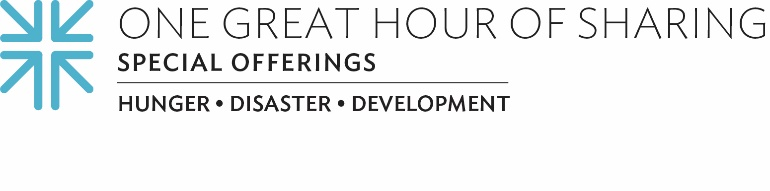 ONE GREAT HOUR OF SHARING
SPECIAL OFFERINGS
HUNGER • DISASTER • DEVELOPMENT